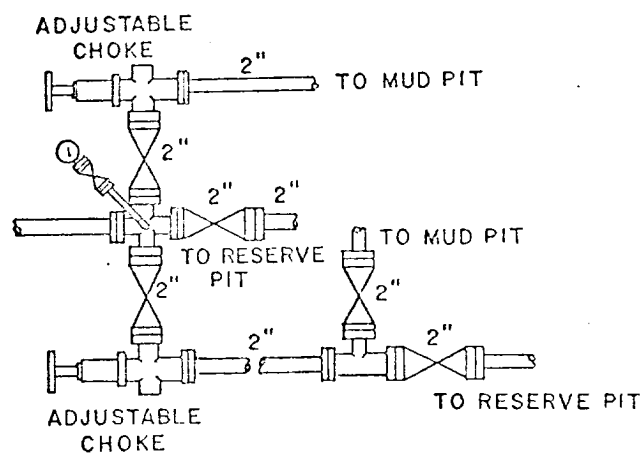 ADJUSTABLE
CHOKE
2"
TO MUD PIT
2"
1
2"
2"
TO RESERVE
PIT
TO MUD PIT
2"
2"
2"
2"
TO RESERVE PIT
ADJUSTABLE
CHOKE